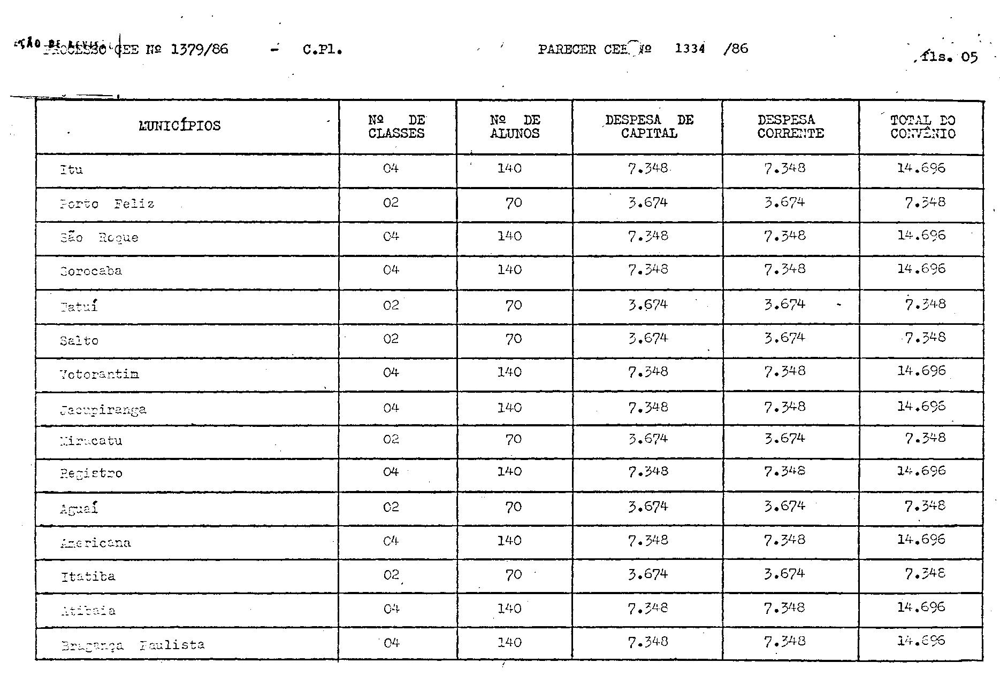 PROCESSO CEE Nº 1379/86 - C.Pl. PARECER CEE Nº 1334 /86
fls. 05
MUNICÍPIOS Nº DE CLASSES Nº DE ALUNOS DESPESA DE CAPITAL DESPESA CORRENTE TOTAL DO CONVÊNIO
Itu 04 140 7.348 7.348 14.696
Porto Feliz 02 70 3.674 3.674 7.348
São Roque 04 140 7.348 7.348 14.696
Sorocaba 04 140 7.348 7.348 14.696
Tatuí 02 70 3.674 3.674 7.348
Salto 02 70 3.674 3.674 7.348
Votorantim 04 140 7.348 7.348 14.696
Jacupiranga 04 140 7.348 7.348 14.696
Miracatu 02 70 3.674 3.674 7.348
Registro 04 140 7.348 7.348 14.696
Aguaí 02 70 3.674 3.674 7.348
Americana 04 140 7.348 7.348 14.696
Itatiba 02 70 3.674 3.674 7.348
Atibaia 04 140 7.348 7.348 14.696
Bragança Paulista 04 140 7.348 7.348 14.696